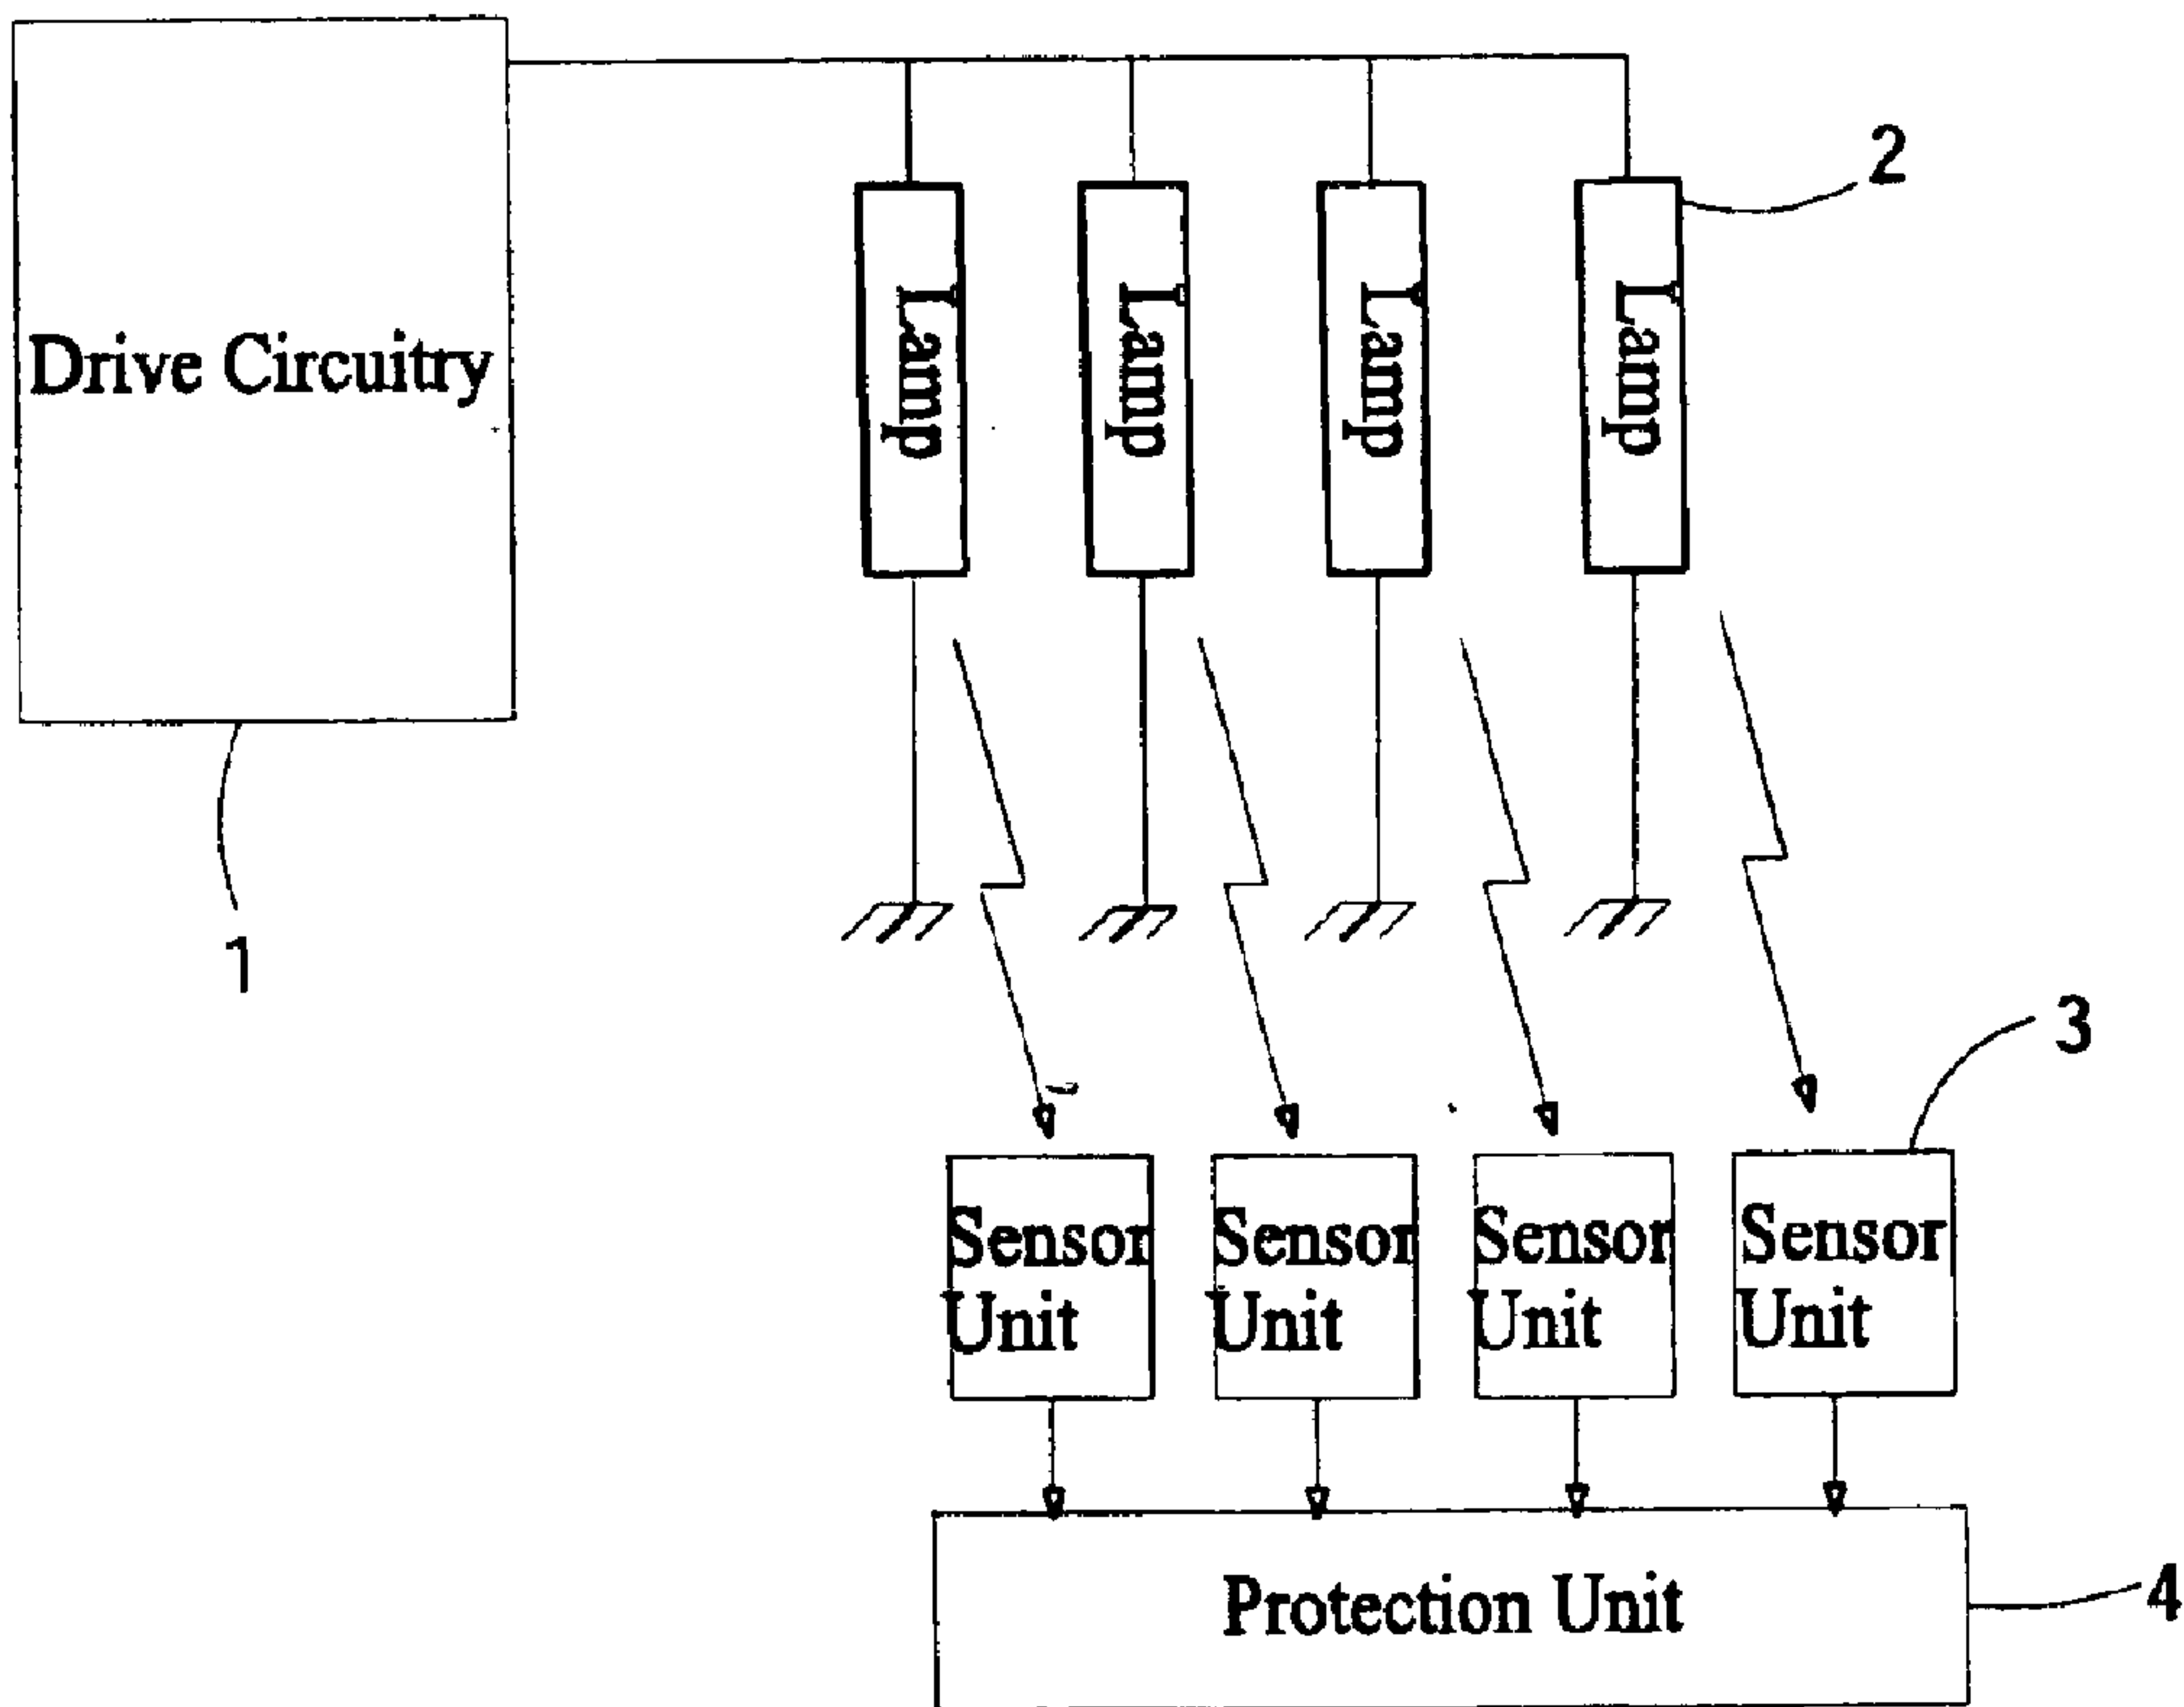 Drive Circuitry
Lamp
Lamp
Lamp
Lamp
2
1
3
Sensor
Unit
Sensor
Unit
Sensor
Unit
Sensor
Unit
Protection Unit
4